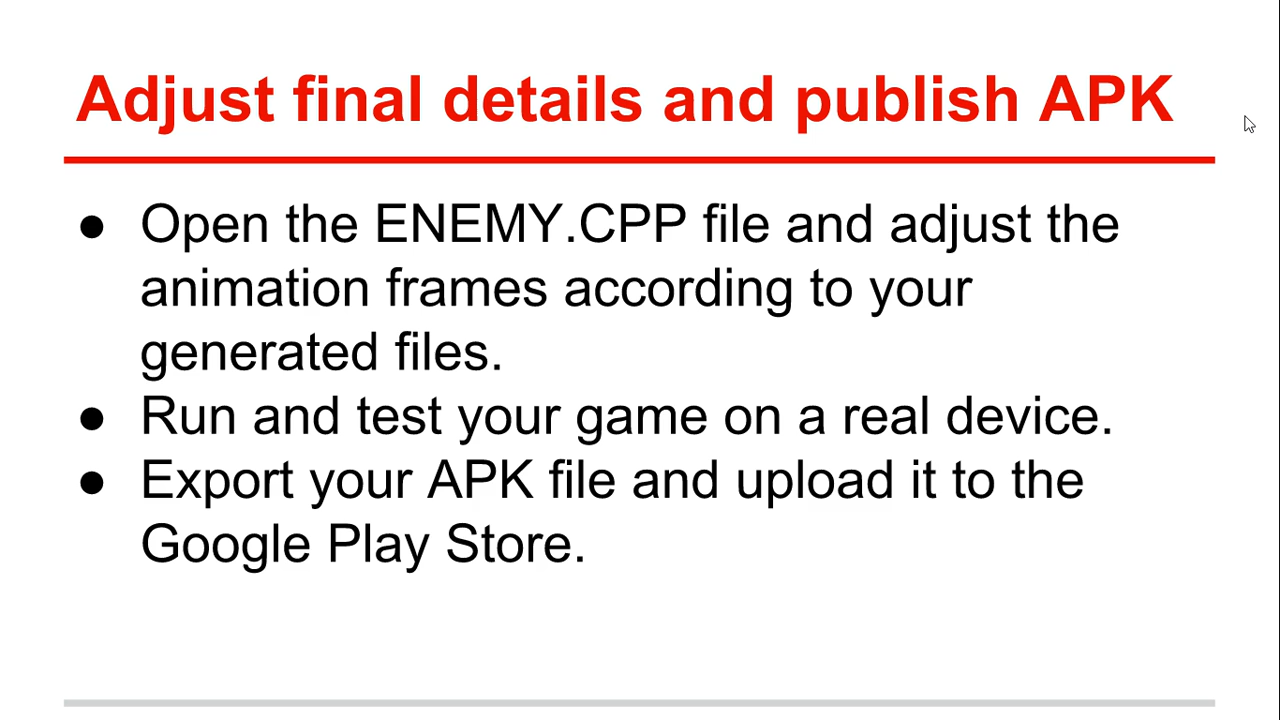 Adjust final details and publish APK
● Open the ENEMY.CPP file and adjust the
animation frames according to your
generated files.
● Run and test your game on a real device.
● Export your APK file and upload it to the
Google Play Store.